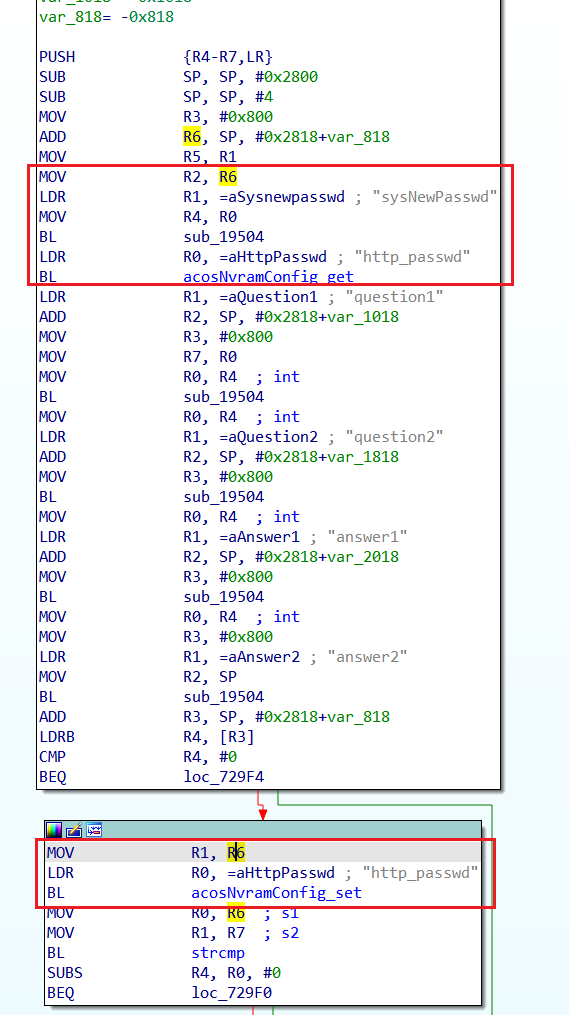 var_818= -0x818
PUSH {R4-R7,LR}
SUB SP, SP, #0x2800
SUB SP, SP, #4
MOV R3, #0x800
ADD R6, SP, #0x2818+var_818
MOV R5, R1
MOV R2, R6
LDR R1, =aSysnewpasswd ; "sysNewPasswd"
MOV R4, R0
BL sub_19504
LDR R0, =aHttpPasswd ; "http_passwd"
BL acosNvramConfig_get
LDR R1, =aQuestion1 ; "question1"
ADD R2, SP, #0x2818+var_1018
MOV R3, #0x800
MOV R7, R0
MOV R0, R4 ; int
BL sub_19504
MOV R0, R4 ; int
LDR R1, =aQuestion2 ; "question2"
ADD R2, SP, #0x2818+var_1818
MOV R3, #0x800
BL sub_19504
MOV R0, R4 ; int
LDR R1, =aAnswer1 ; "answer1"
ADD R2, SP, #0x2818+var_2018
MOV R3, #0x800
BL sub_19504
MOV R0, R4 ; int
MOV R3, #0x800
LDR R1, =aAnswer2 ; "answer2"
MOV R2, SP
BL sub_19504
ADD R3, SP, #0x2818+var_818
LDRB R4, [R3]
CMP R4, #0
BEQ loc_729F4
MOV R1, R6
LDR R0, =aHttpPasswd ; "http_passwd"
BL acosNvramConfig_set
MOV R0, R6 ; s1
MOV R1, R7 ; s2
BL strcmp
SUBS R4, R0, #0
BEQ loc_729F0